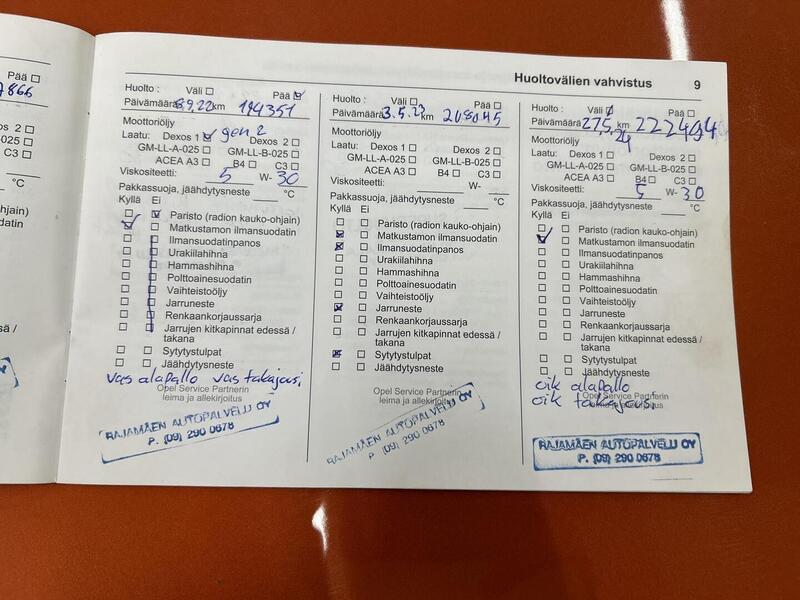 Huoltovälien vahvistus 9
Pää ☐
7866
xos 2 ☐
-025 ☐
C3 ☐
°C
ohjain)
odatin
sä /
Huolto : Väli ☐ Pää ☑
Päivämäärä 8.9.22 km 194351
Moottoriöljy
Laatu: Dexos 1 ☑ gen 2 Dexos 2 ☐
GM-LL-A-025 ☐ GM-LL-B-025 ☐
ACEA A3 ☐ B4 ☐ C3 ☐
Viskositeetti: 5 W- 30
Pakkassuoja, jäähdytysneste °C
Kyllä Ei
☐ ☑ Paristo (radion kauko-ohjain)
☑ ☐ Matkustamon ilmansuodatin
☐ ☐ Ilmansuodatinpanos
☐ ☐ Urakiilahihna
☐ ☐ Hammashihna
☐ ☐ Polttoainesuodatin
☐ ☐ Vaihteistoöljy
☐ ☐ Jarruneste
☐ ☐ Renkaankorjaussarja
☐ ☐ Jarrujen kitkapinnat edessä /
takana
☐ ☐ Sytytystulpat
☐ ☐ Jäähdytysneste
vas alapallo vas takajousi
Opel Service Partnerin
leima ja allekirjoitus
RAJAMÄEN AUTOPALVELU OY
P. (09) 290 0678
Huolto : Väli ☐ Pää ☐
Päivämäärä 3.5.23 km 208045
Moottoriöljy
Laatu: Dexos 1 ☐ Dexos 2 ☐
GM-LL-A-025 ☐ GM-LL-B-025 ☐
ACEA A3 ☐ B4 ☐ C3 ☐
Viskositeetti: W-
Pakkassuoja, jäähdytysneste °C
Kyllä Ei
☐ ☐ Paristo (radion kauko-ohjain)
☒ ☐ Matkustamon ilmansuodatin
☒ ☐ Ilmansuodatinpanos
☐ ☐ Urakiilahihna
☐ ☐ Hammashihna
☐ ☐ Polttoainesuodatin
☐ ☐ Vaihteistoöljy
☒ ☐ Jarruneste
☐ ☐ Renkaankorjaussarja
☐ ☐ Jarrujen kitkapinnat edessä /
takana
☒ ☐ Sytytystulpat
☐ ☐ Jäähdytysneste
Opel Service Partnerin
leima ja allekirjoitus
RAJAMÄEN AUTOPALVELU OY
P. (09) 290 0678
Huolto : Väli ☑ Pää ☐
Päivämäärä 27.5.24 km 222494
Moottoriöljy
Laatu: Dexos 1 ☐ Dexos 2 ☐
GM-LL-A-025 ☐ GM-LL-B-025 ☐
ACEA A3 ☐ B4 ☐ C3 ☐
Viskositeetti: 5 W- 30
Pakkassuoja, jäähdytysneste °C
Kyllä Ei
☐ ☐ Paristo (radion kauko-ohjain)
☑ ☐ Matkustamon ilmansuodatin
☐ ☐ Ilmansuodatinpanos
☐ ☐ Urakiilahihna
☐ ☐ Hammashihna
☐ ☐ Polttoainesuodatin
☐ ☐ Vaihteistoöljy
☐ ☐ Jarruneste
☐ ☐ Renkaankorjaussarja
☐ ☐ Jarrujen kitkapinnat edessä /
takana
☐ ☐ Sytytystulpat
☐ ☐ Jäähdytysneste
oik alapallo
Opel Service Partnerin
oik takajousi
leima ja allekirjoitus
RAJAMÄEN AUTOPALVELU OY
P. (09) 290 0678